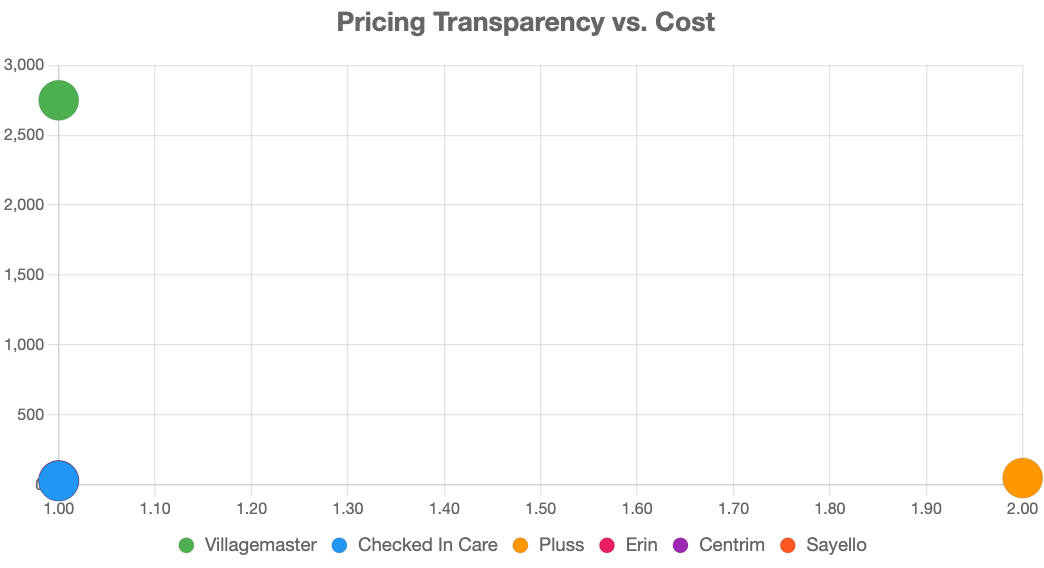 Pricing Transparency vs. Cost
3,000
2,500
2,000
1,500
1,000
500
1.00 1.10 1.20 1.30 1.40 1.50 1.60 1.70 1.80 1.90 2.00
Villagemaster Checked In Care Pluss Erin Centrim Sayello